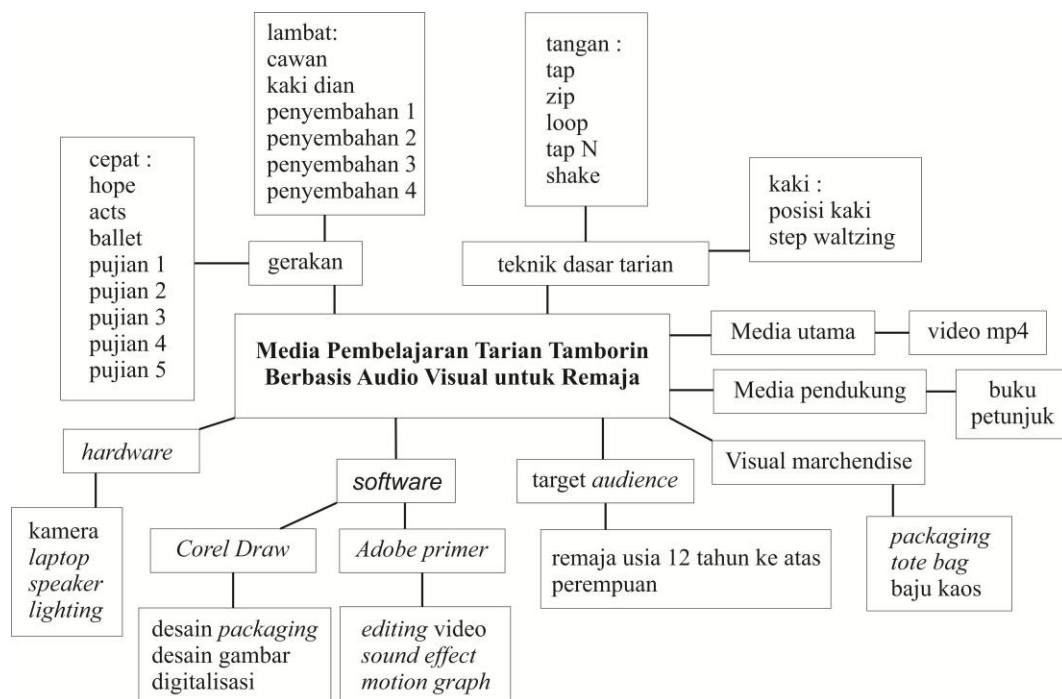 lambat:
cawan
kaki dian
penyembahan 1
penyembahan 2
penyembahan 3
penyembahan 4
tangan :
tap
zip
loop
tap N
shake
cepat :
hope
acts
ballet
pujian 1
pujian 2
pujian 3
pujian 4
pujian 5
kaki :
posisi kaki
step waltzing
gerakan
teknik dasar tarian
Media Pembelajaran Tarian Tamborin
Berbasis Audio Visual untuk Remaja
Media utama
video mp4
Media pendukung
buku
petunjuk
hardware
software
target audience
Visual marchendise
kamera
laptop
speaker
lighting
Corel Draw
Adobe primer
remaja usia 12 tahun ke atas
perempuan
packaging
tote bag
baju kaos
desain packaging
desain gambar
digitalisasi
editing video
sound effect
motion graph